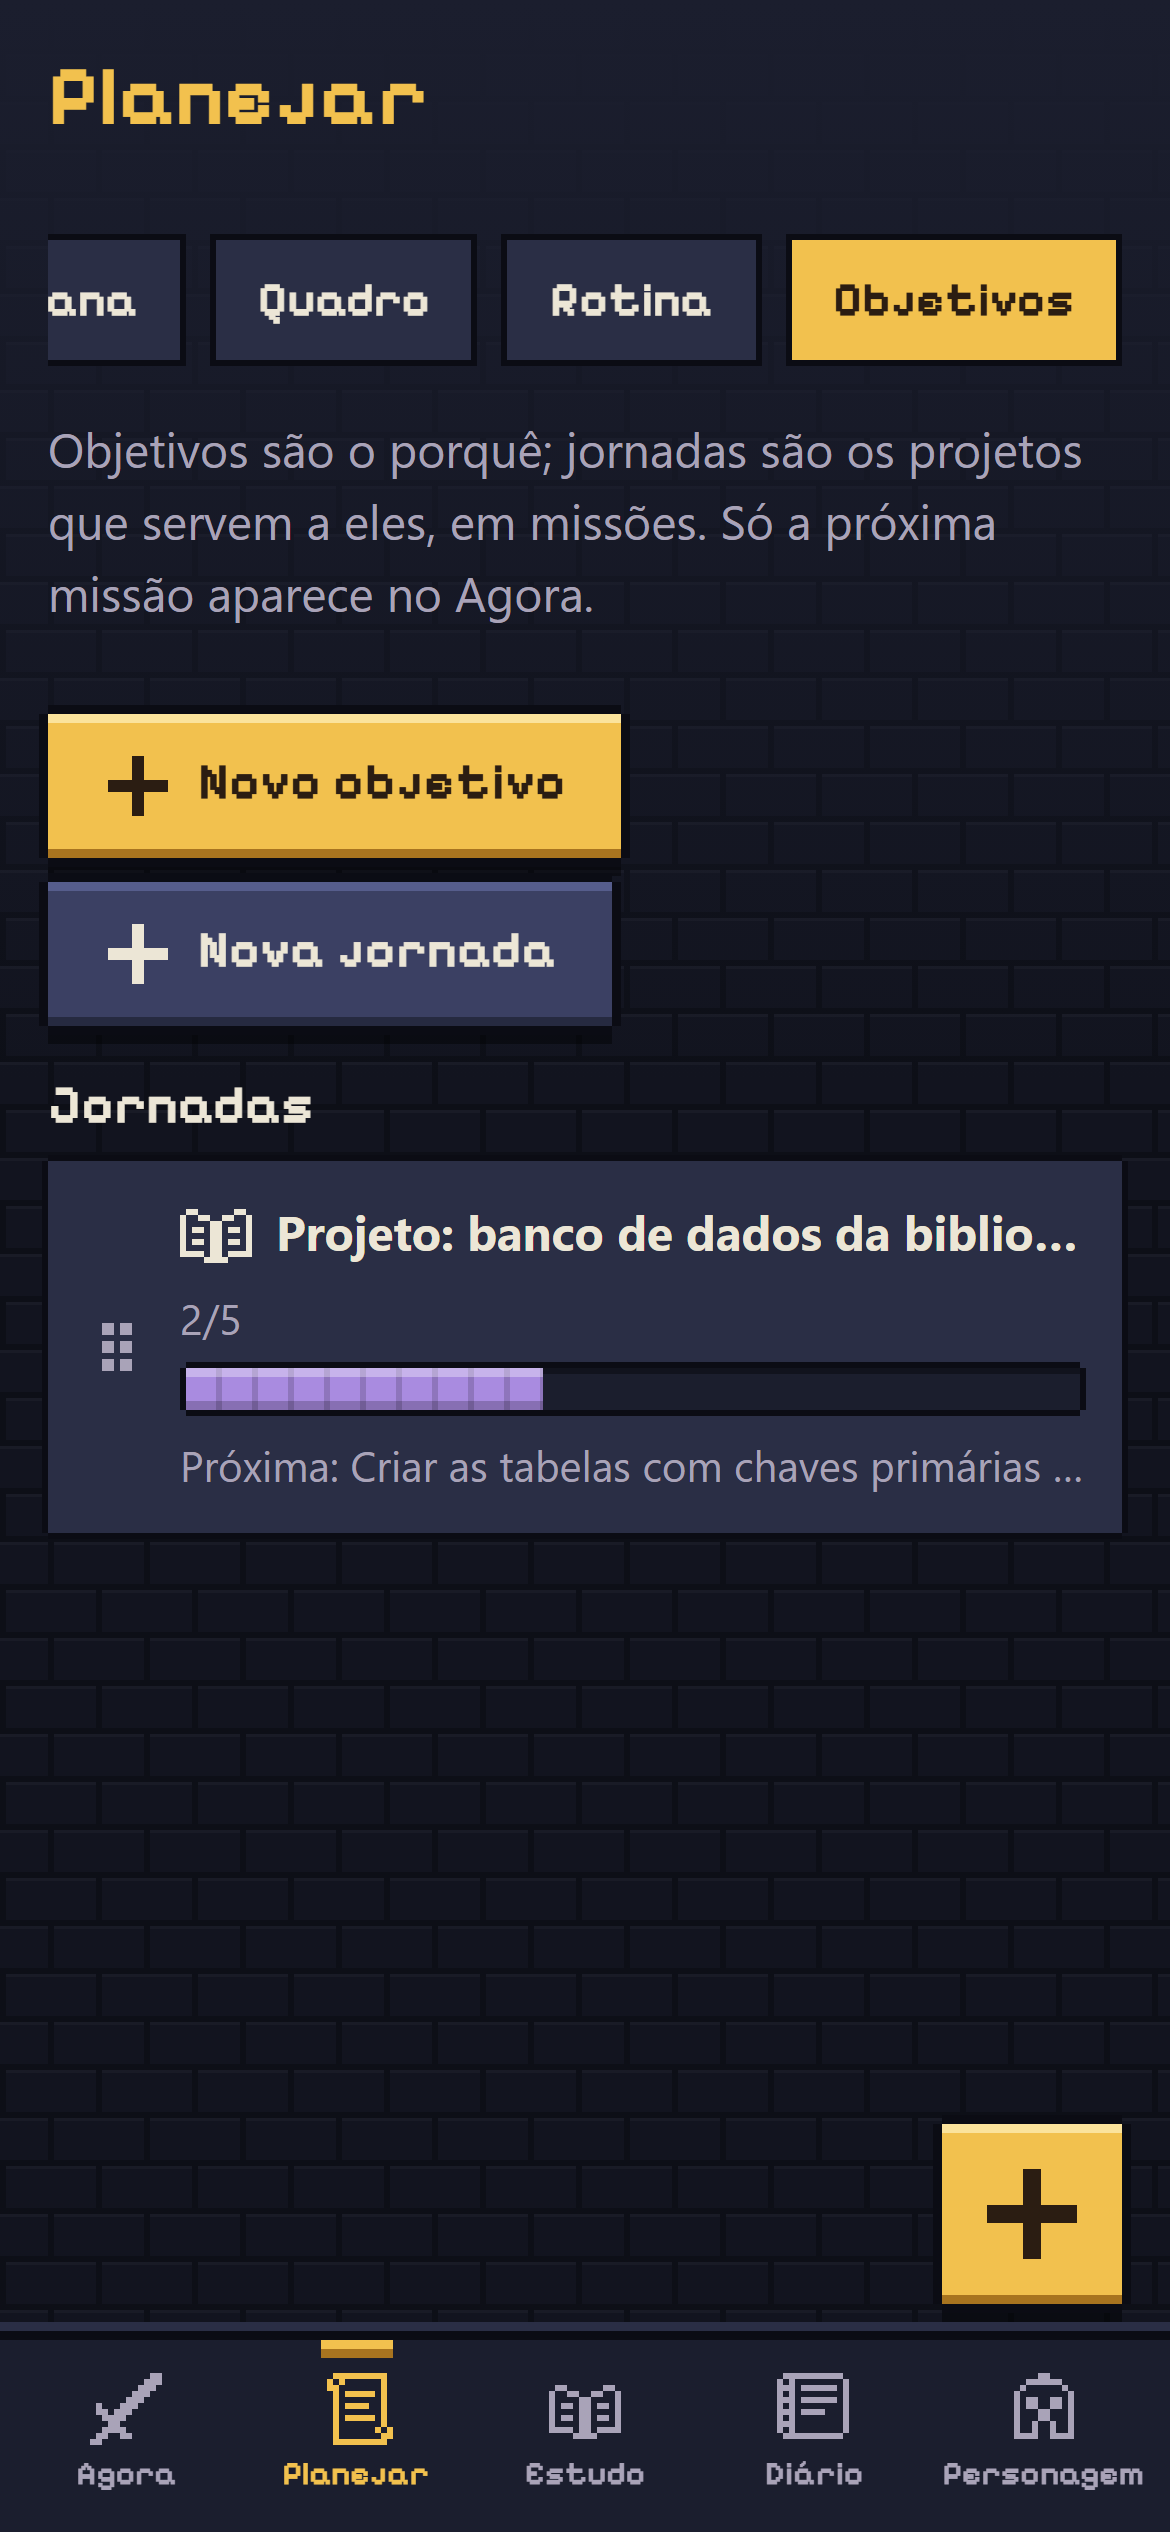 Planejar
ana
Quadro
Rotina
Objetivos
Objetivos são o porquê; jornadas são os projetos
que servem a eles, em missões. Só a próxima
missão aparece no Agora.
Novo objetivo
Nova jornada
Jornadas
Projeto: banco de dados da biblio...
2/5
Próxima: Criar as tabelas com chaves primárias ...
Agora
Planejar
Estudo
Diário
Personagem